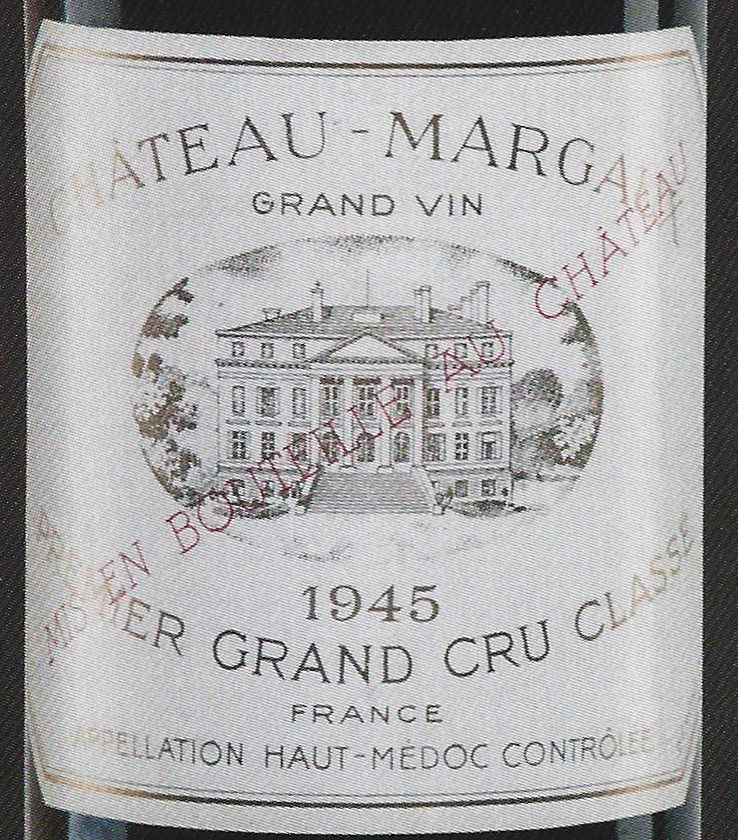 CHÂTEAU-MARGAUX
GRAND VIN
MIS EN BOUTEILLE AU CHÂTEAU
1945
PREMIER GRAND CRU CLASSÉ
FRANCE
APPELLATION HAUT-MÉDOC CONTRÔLÉE